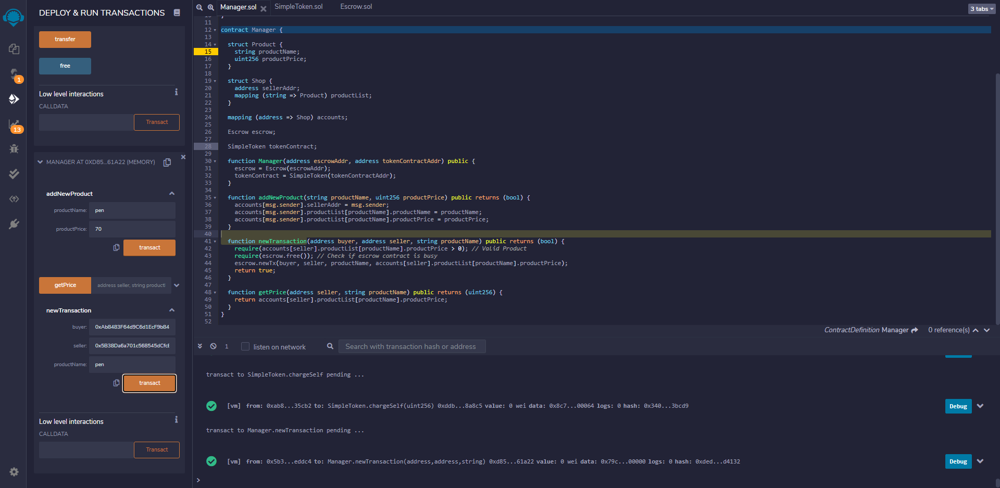 DEPLOY & RUN TRANSACTIONS
transfer
free
Low level interactions
CALLDATA
Transact
MANAGER AT 0XD85...61A22 (MEMORY)
addNewProduct
productName: pen
productPrice: 70
transact
getPrice address seller, string product
newTransaction
buyer: 0xAb8483F64d9C6d1EcF9b84
seller: 0x5B38Da6a701c568545dCfcB
productName: pen
transact
Low level interactions
CALLDATA
Transact
1
13
Manager.sol SimpleToken.sol Escrow.sol
3 tabs
11
12 contract Manager {
13
14 struct Product {
15 string productName;
16 uint256 productPrice;
17 }
18
19 struct Shop {
20 address sellerAddr;
21 mapping (string => Product) productList;
22 }
23
24 mapping (address => Shop) accounts;
25
26 Escrow escrow;
27
28 SimpleToken tokenContract;
29
30 function Manager(address escrowAddr, address tokenContractAddr) public {
31 escrow = Escrow(escrowAddr);
32 tokenContract = SimpleToken(tokenContractAddr);
33 }
34
35 function addNewProduct(string productName, uint256 productPrice) public returns (bool) {
36 accounts[msg.sender].sellerAddr = msg.sender;
37 accounts[msg.sender].productList[productName].productName = productName;
38 accounts[msg.sender].productList[productName].productPrice = productPrice;
39 }
40
41 function newTransaction(address buyer, address seller, string productName) public returns (bool) {
42 require(accounts[seller].productList[productName].productPrice > 0); // Valid Product
43 require(escrow.free()); // Check if escrow contract is busy
44 escrow.newTx(buyer, seller, productName, accounts[seller].productList[productName].productPrice);
45 return true;
46 }
47
48 function getPrice(address seller, string productName) public returns (uint256) {
49 return accounts[seller].productList[productName].productPrice;
50 }
51 }
52
ContractDefinition Manager 0 reference(s)
1 listen on network Search with transaction hash or address
transact to SimpleToken.chargeSelf pending ...
[vm] from: 0xab8...35cb2 to: SimpleToken.chargeSelf(uint256) 0xddb...8a8c5 value: 0 wei data: 0x8c7...00064 logs: 0 hash: 0x340...3bcd9 Debug
transact to Manager.newTransaction pending ...
[vm] from: 0x5b3...eddc4 to: Manager.newTransaction(address,address,string) 0xd85...61a22 value: 0 wei data: 0x79c...00000 logs: 0 hash: 0xded...d4132 Debug
>